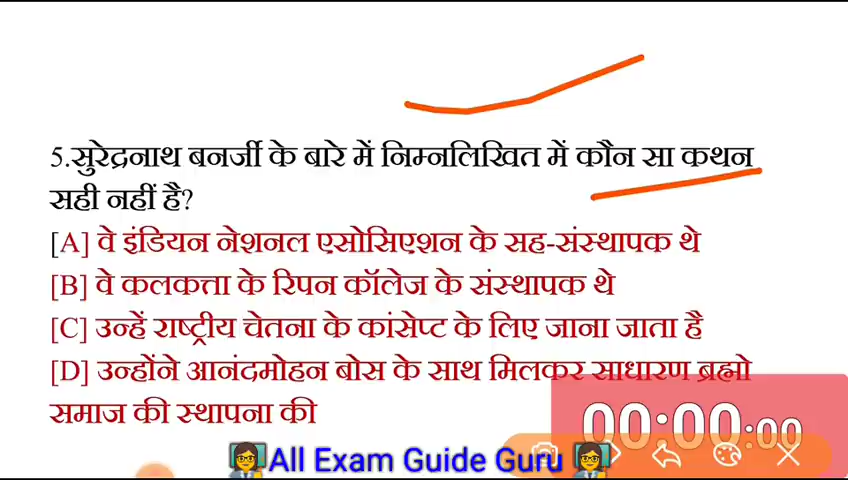 5.सुरेद्रनाथ बनर्जी के बारे में निम्नलिखित में कौन सा कथन
सही नहीं है?
[A] वे इंडियन नेशनल एसोसिएशन के सह-संस्थापक थे
[B] वे कलकत्ता के रिपन कॉलेज के संस्थापक थे
[C] उन्हें राष्ट्रीय चेतना के कांसेप्ट के लिए जाना जाता है
[D] उन्होंने आनंदमोहन बोस के साथ मिलकर साधारण ब्रह्मो
समाज की स्थापना की
00:00:00
All Exam Guide Guru